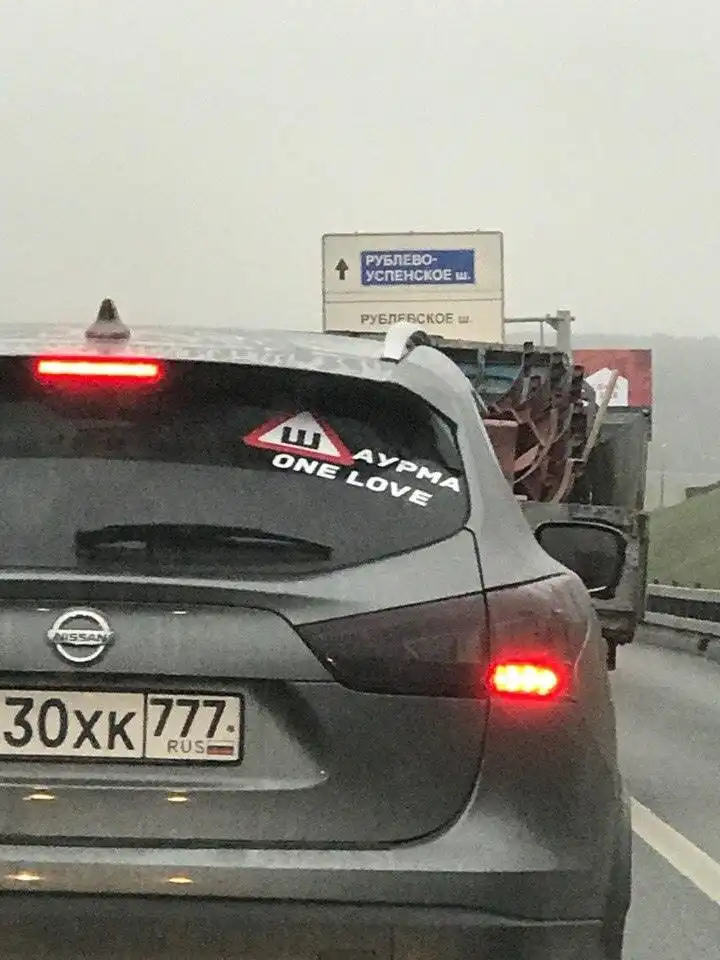 РУБЛЕВО-
УСПЕНСКОЕ ш.
РУБЛЕВСКОЕ ш.
Ш АУРМА
ONE LOVE
NISSAN
30ХК 777
RUS